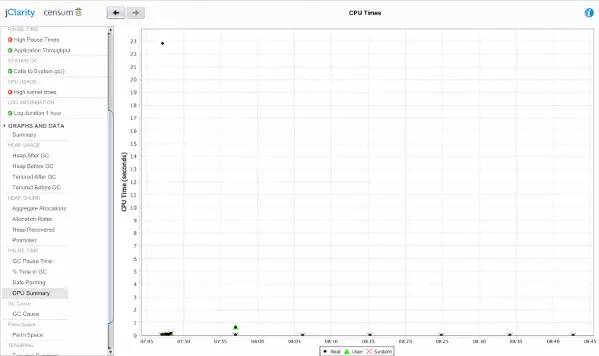 jClarity censum
CPU Times
PAUSE TIME
High Pause Times
Application Throughput
SYSTEM GC
Calls to System.gc()
CPU USAGE
High kernel times
LOG INFORMATION
Log duration 1 hour
GRAPHS AND DATA
Summary
HEAP USAGE
Heap After GC
Heap Before GC
Tenured After GC
Tenured Before GC
HEAP CHURN
Aggregate Allocations
Allocation Rates
Heap Recovered
Promoted
PAUSE TIME
GC Pause Time
% Time in GC
Safe Pointing
CPU Summary
GC Cause
GC Cause
Perm Space
Perm Space
TENURING
CPU Time (seconds)
23
22
21
20
19
18
17
16
15
14
13
12
11
10
9
8
7
6
5
4
3
2
1
0
07:45 07:50 07:55 08:00 08:05 08:10 08:15 08:20 08:25 08:30 08:35 08:40 08:45
Real User System